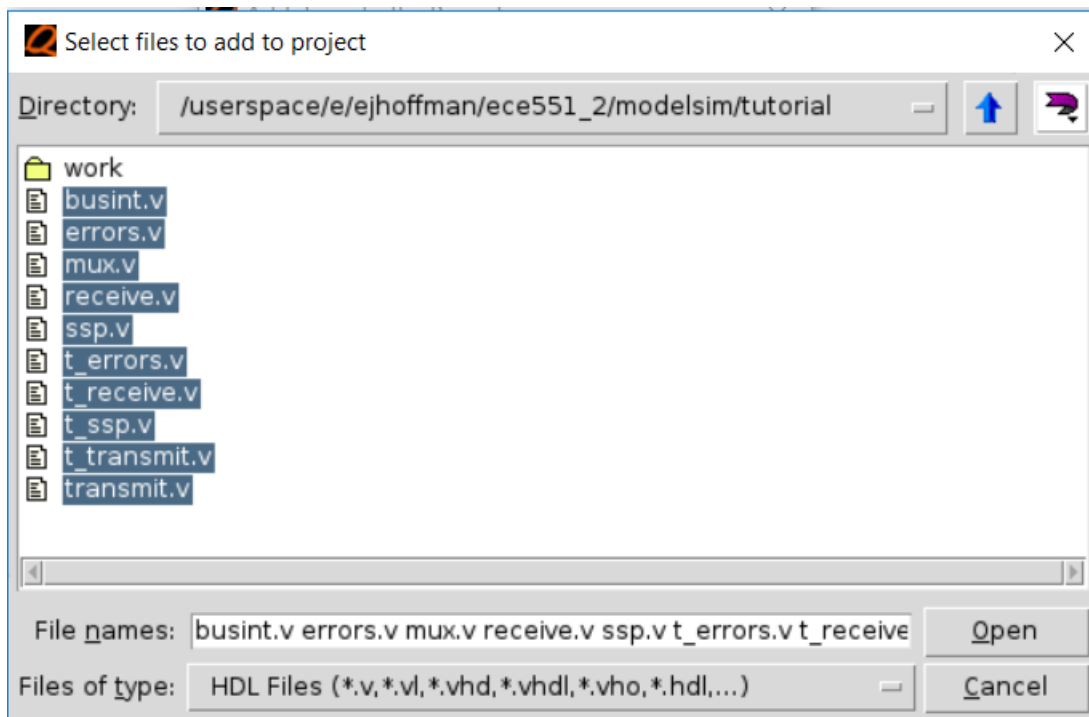 Select files to add to project
Directory: /userspace/e/ejhoffman/ece551_2/modelsim/tutorial
work
busint.v
errors.v
mux.v
receive.v
ssp.v
t_errors.v
t_receive.v
t_ssp.v
t_transmit.v
transmit.v
File names: busint.v errors.v mux.v receive.v ssp.v t_errors.v t_receive Open
Files of type: HDL Files (*.v,*.vl,*.vhd,*.vhdl,*.vho,*.hdl,...) Cancel